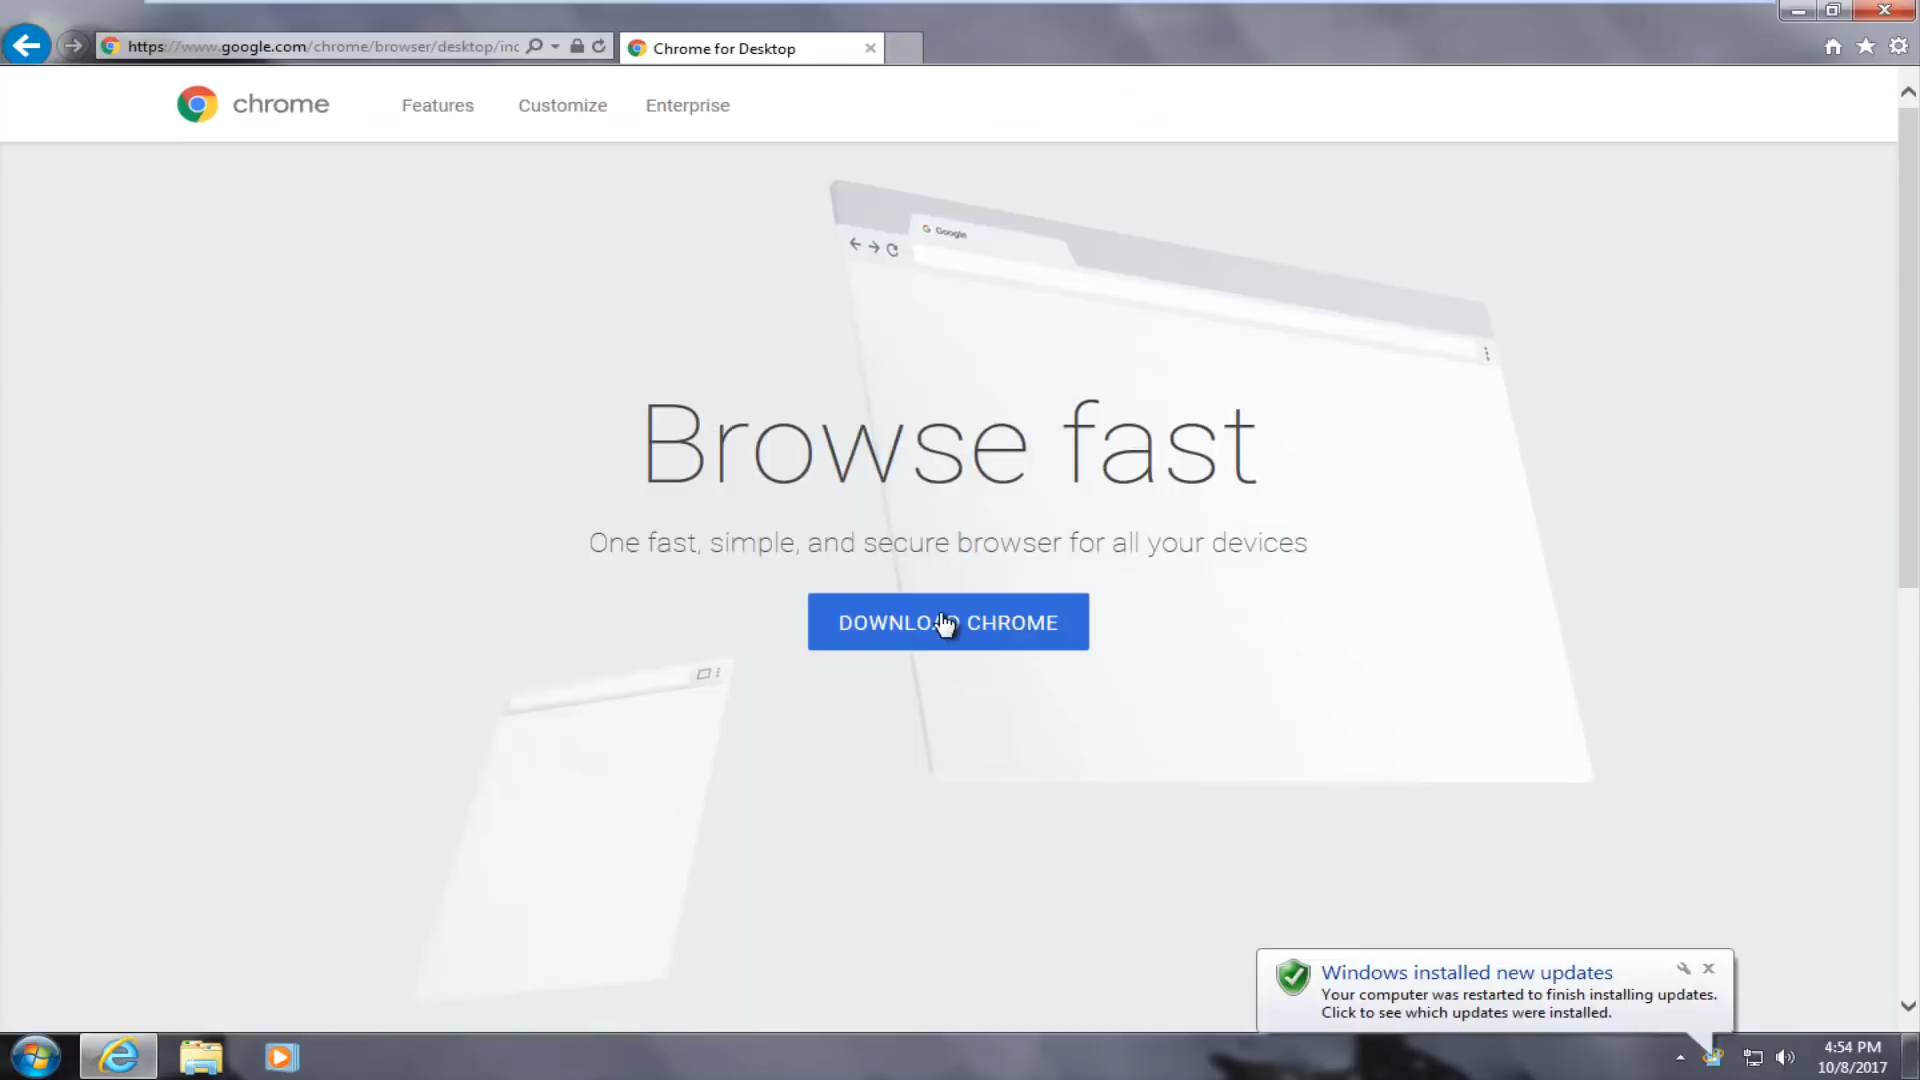 https://www.google.com/chrome/browser/desktop/inc
Chrome for Desktop
chrome
Features
Customize
Enterprise
Google
Browse fast
One fast, simple, and secure browser for all your devices
DOWNLOAD CHROME
Windows installed new updates
Your computer was restarted to finish installing updates.
Click to see which updates were installed.
4:54 PM
10/8/2017